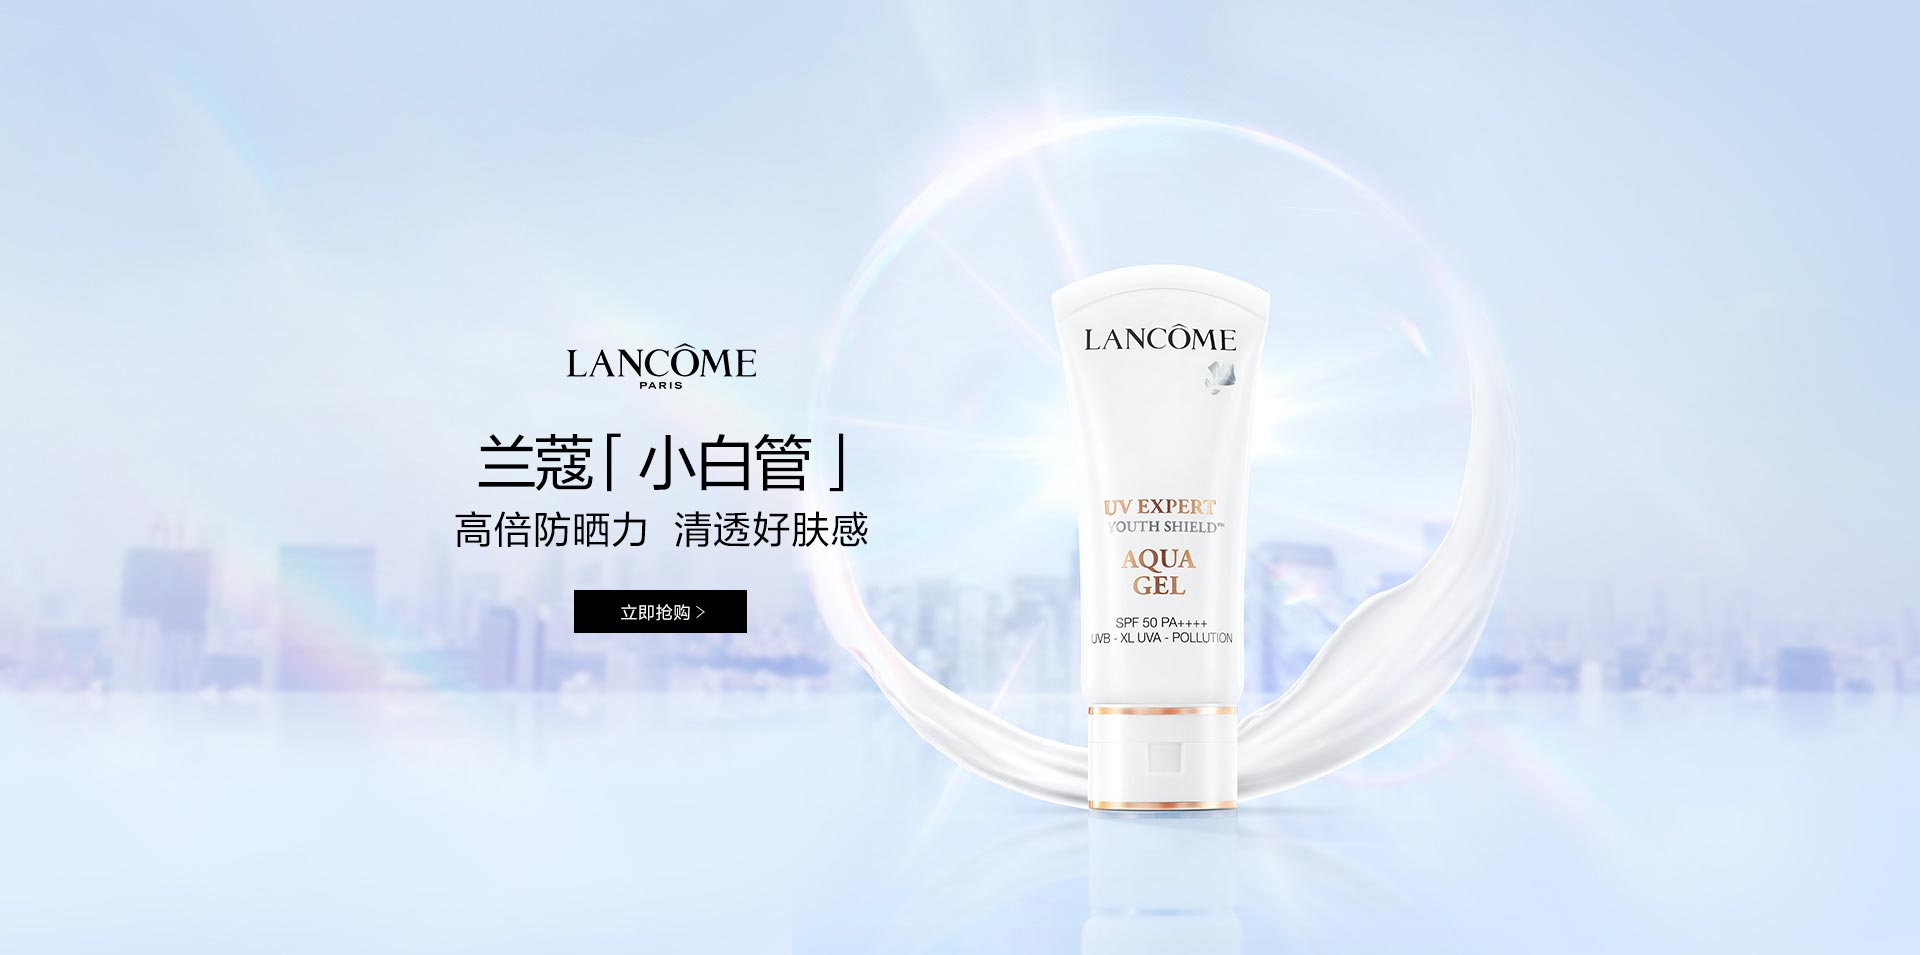 LANCÔME
PARIS
兰蔻「小白管」
高倍防晒力 清透好肤感
立即抢购 >
LANCÔME
UV EXPERT
YOUTH SHIELD™
AQUA
GEL
SPF 50 PA++++
UVB - XL UVA - POLLUTION